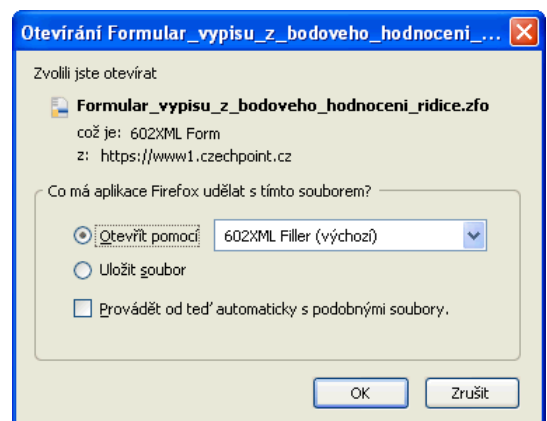 Otevírání Formular_vypisu_z_bodoveho_hodnoceni_...
Zvolili jste otevírat
Formular_vypisu_z_bodoveho_hodnoceni_ridice.zfo
což je: 602XML Form
z: https://www1.czechpoint.cz
Co má aplikace Firefox udělat s tímto souborem?
Otevřít pomocí 602XML Filler (výchozí)
Uložit soubor
Provádět od teď automaticky s podobnými soubory.
OK Zrušit